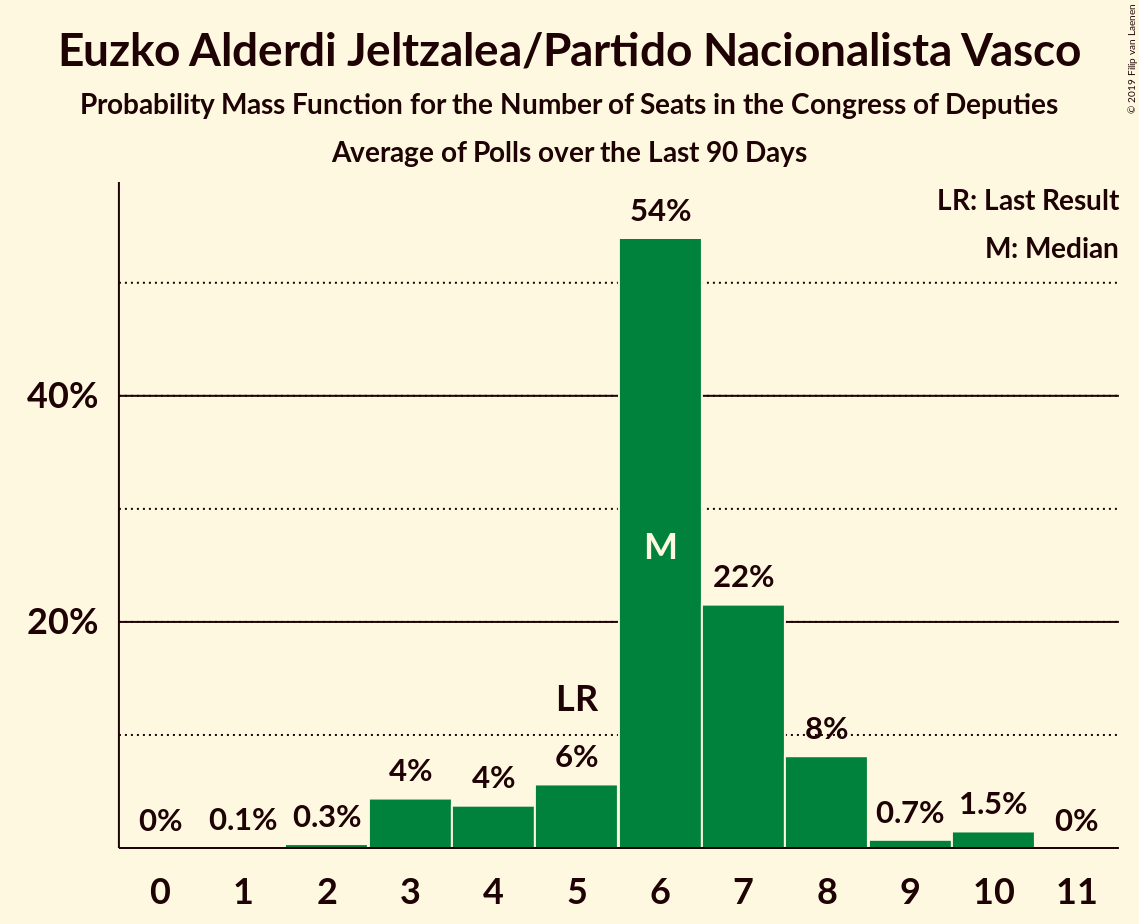 Euzko Alderdi Jeltzalea/Partido Nacionalista Vasco
Probability Mass Function for the Number of Seats in the Congress of Deputies
Average of Polls over the Last 90 Days
© 2019 Filip van Laenen
LR: Last Result
M: Median
54%
40%
M
22%
20%
LR
8%
6%
4%
4%
1.5%
0.7%
0.3%
0.1%
0%
0%
0 1 2 3 4 5 6 7 8 9 10 11